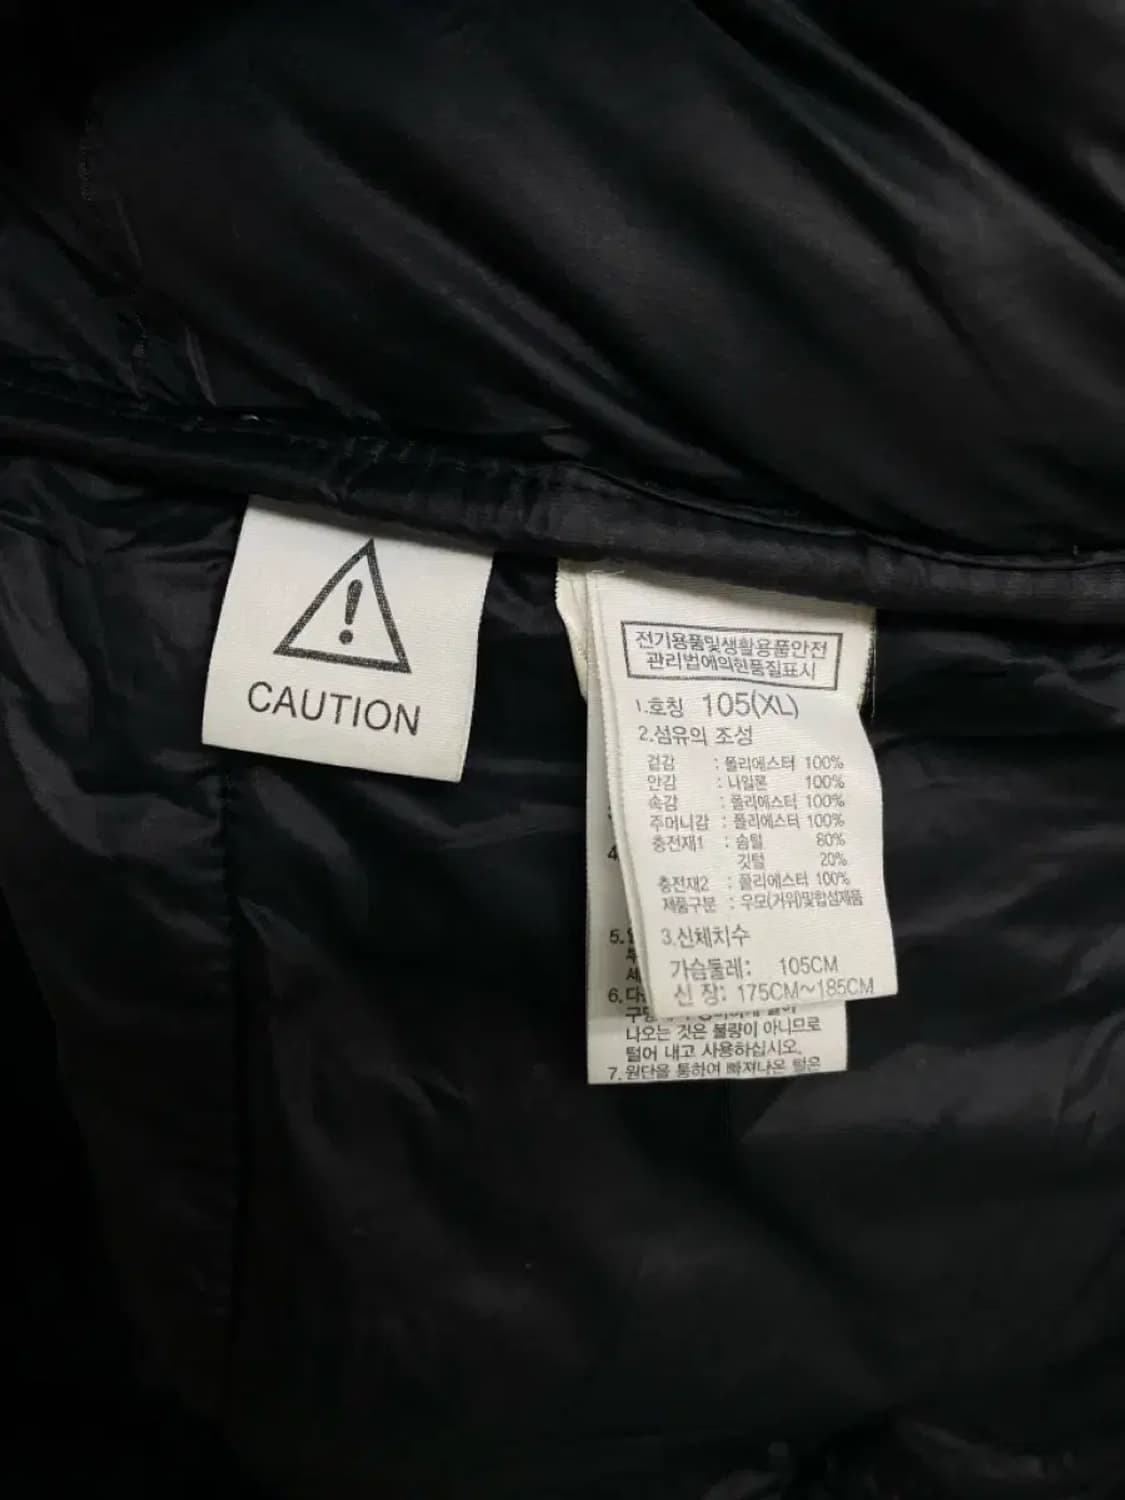 CAUTION
전기용품및생활용품안전
관리법에의한품질표시
1.호칭 105(XL)
2.섬유의 조성
겉감 : 폴리에스터 100%
안감 : 나일론 100%
속감 : 폴리에스터 100%
주머니감 : 폴리에스터 100%
충전재1 : 솜털 80%
깃털 20%
충전재2 : 폴리에스터 100%
제품구분 : 우모(거위)및합성제품
3.신체치수
가슴둘레: 105CM
신 장: 175CM~185CM
4.
5.
6.
나오는 것은 불량이 아니므로
털어 내고 사용하십시오.
7.원단을 통하여 빠져나온 털은